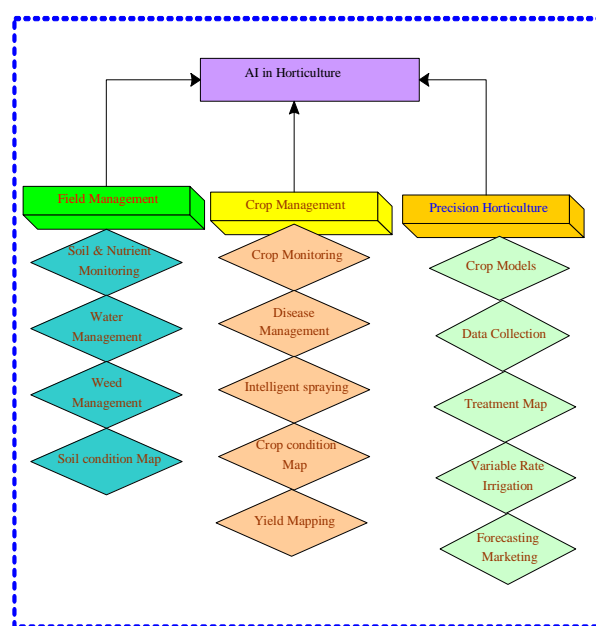 AI in Horticulture
Field Management
Soil & Nutrient
Monitoring
Water
Management
Weed
Management
Soil condition Map
Crop Management
Crop Monitoring
Disease
Management
Intelligent spraying
Crop condition
Map
Yield Mapping
Precision Horticulture
Crop Models
Data Collection
Treatment Map
Variable Rate
Irrigation
Forecasting
Marketing